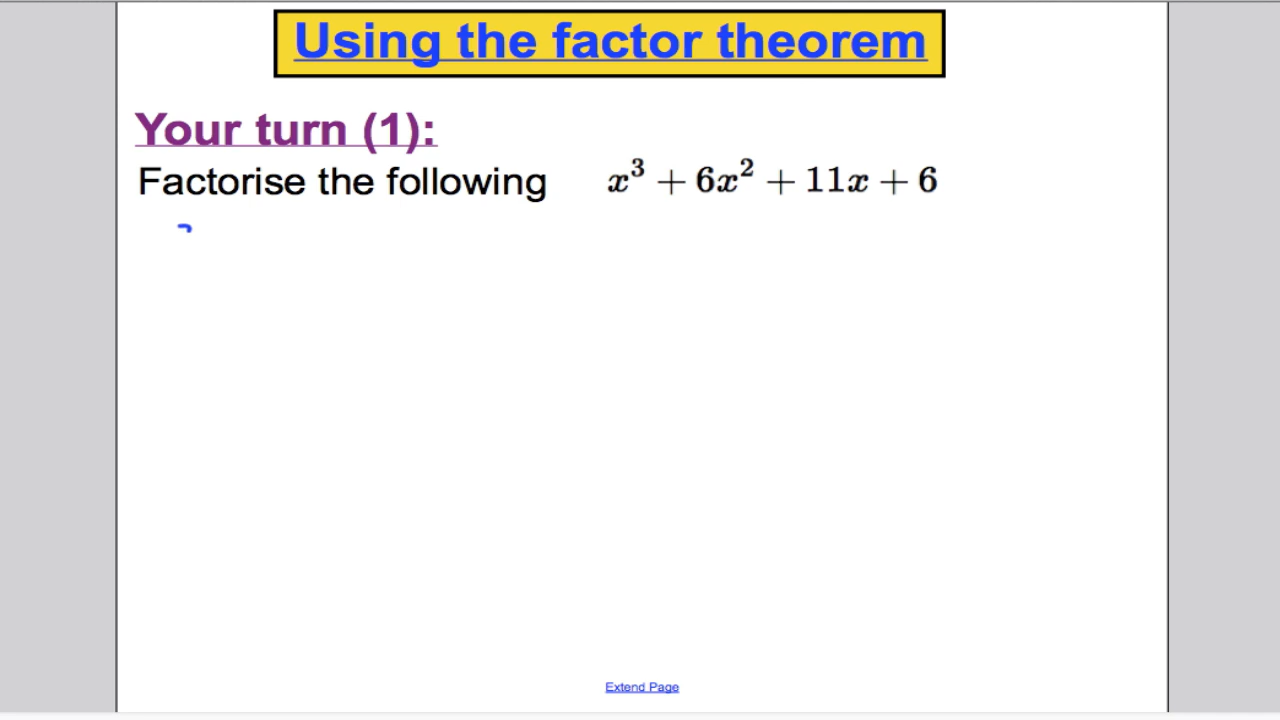 Using the factor theorem
Your turn (1):
Factorise the following x³ + 6x² + 11x + 6
Extend Page